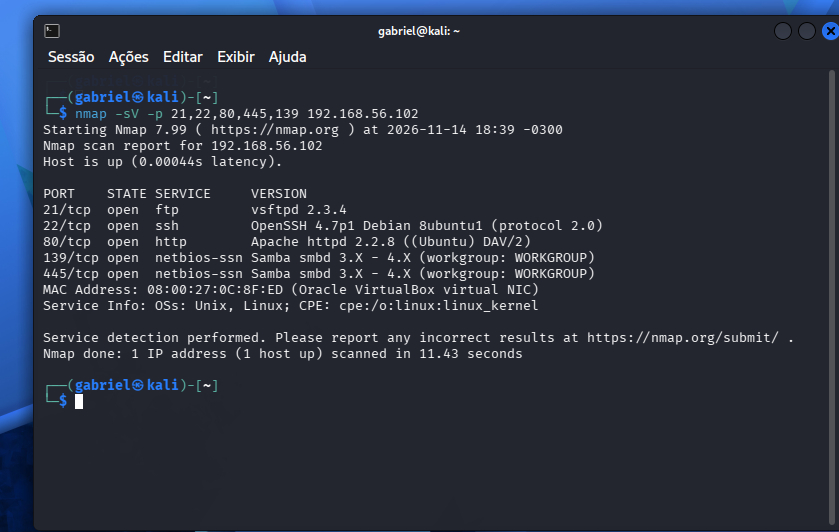 gabriel@kali: ~
Sessão Ações Editar Exibir Ajuda
┌──(gabriel㉿kali)-[~]
└─$ nmap -sV -p 21,22,80,445,139 192.168.56.102
Starting Nmap 7.99 ( https://nmap.org ) at 2026-11-14 18:39 -0300
Nmap scan report for 192.168.56.102
Host is up (0.00044s latency).
PORT    STATE SERVICE     VERSION
21/tcp  open  ftp         vsftpd 2.3.4
22/tcp  open  ssh         OpenSSH 4.7p1 Debian 8ubuntu1 (protocol 2.0)
80/tcp  open  http        Apache httpd 2.2.8 ((Ubuntu) DAV/2)
139/tcp open  netbios-ssn Samba smbd 3.X - 4.X (workgroup: WORKGROUP)
445/tcp open  netbios-ssn Samba smbd 3.X - 4.X (workgroup: WORKGROUP)
MAC Address: 08:00:27:0C:8F:ED (Oracle VirtualBox virtual NIC)
Service Info: OSs: Unix, Linux; CPE: cpe:/o:linux:linux_kernel
Service detection performed. Please report any incorrect results at https://nmap.org/submit/ .
Nmap done: 1 IP address (1 host up) scanned in 11.43 seconds
┌──(gabriel㉿kali)-[~]
└─$